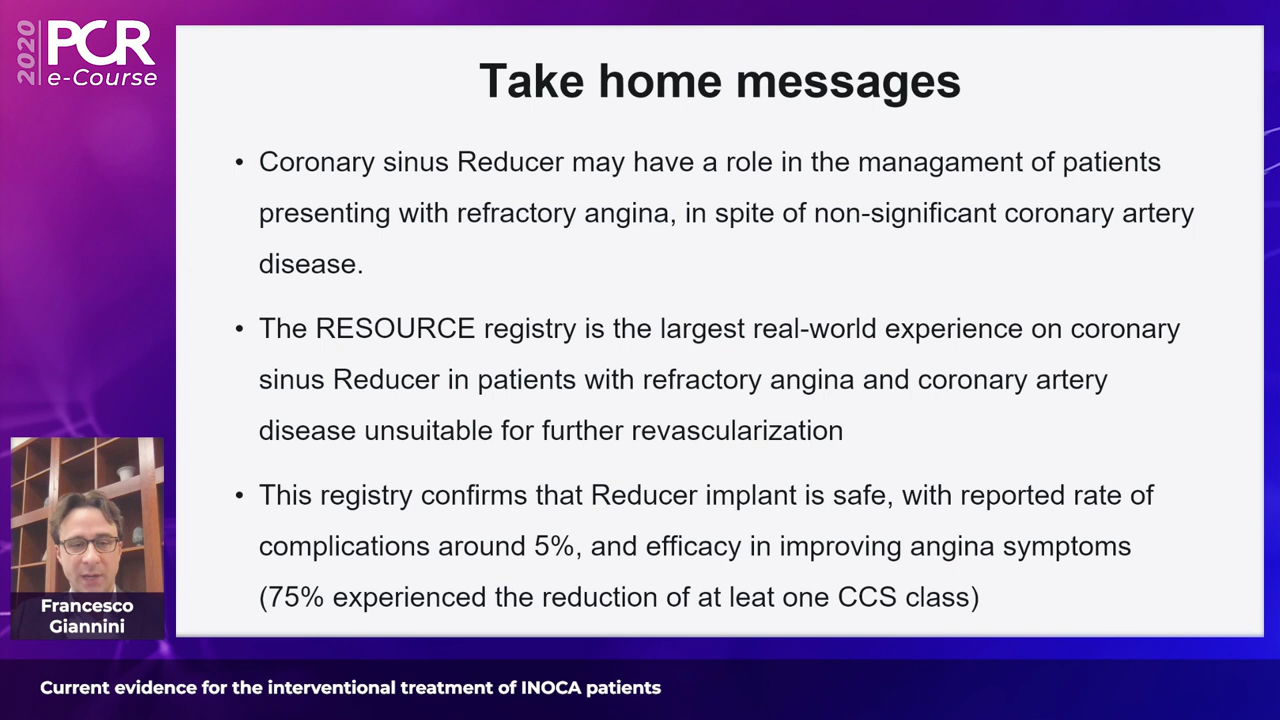 2020
PCR
e-Course
Take home messages
• Coronary sinus Reducer may have a role in the managament of patients
presenting with refractory angina, in spite of non-significant coronary artery
disease.
• The RESOURCE registry is the largest real-world experience on coronary
sinus Reducer in patients with refractory angina and coronary artery
disease unsuitable for further revascularization
• This registry confirms that Reducer implant is safe, with reported rate of
complications around 5%, and efficacy in improving angina symptoms
(75% experienced the reduction of at leat one CCS class)
Francesco
Giannini
Current evidence for the interventional treatment of INOCA patients